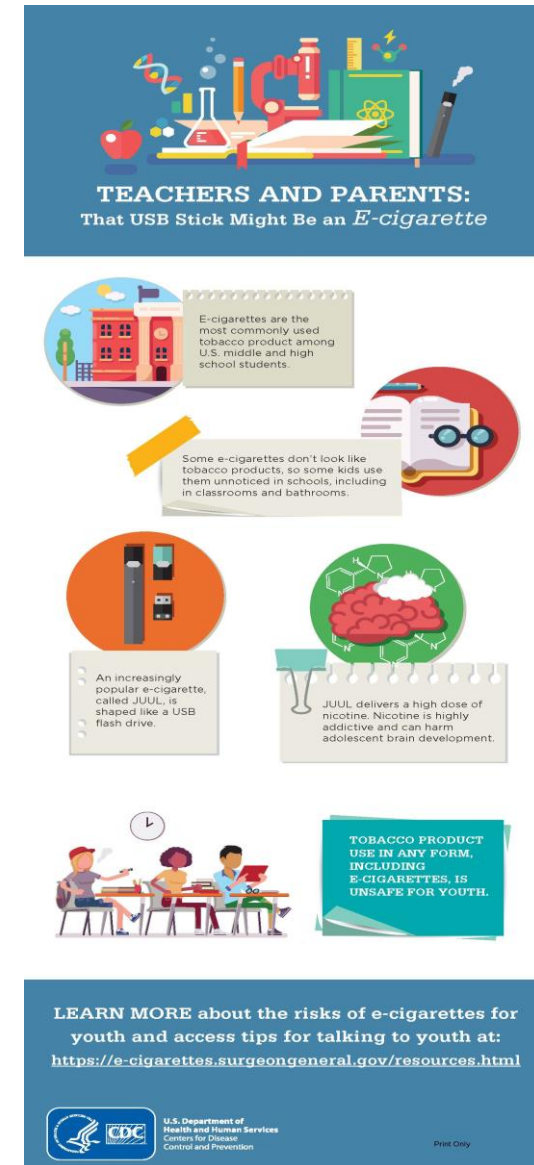 TEACHERS AND PARENTS:
That USB Stick Might Be an E-cigarette
E-cigarettes are the
most commonly used
tobacco product among
U.S. middle and high
school students.
Some e-cigarettes don't look like
tobacco products, so some kids use
them unnoticed in schools, including
in classrooms and bathrooms.
An increasingly
popular e-cigarette,
called JUUL, is
shaped like a USB
flash drive.
JUUL delivers a high dose of
nicotine. Nicotine is highly
addictive and can harm
adolescent brain development.
TOBACCO PRODUCT
USE IN ANY FORM,
INCLUDING
E-CIGARETTES, IS
UNSAFE FOR YOUTH.
LEARN MORE about the risks of e-cigarettes for
youth and access tips for talking to youth at:
https://e-cigarettes.surgeongeneral.gov/resources.html
CDC
U.S. Department of
Health and Human Services
Centers for Disease
Control and Prevention
Print Only